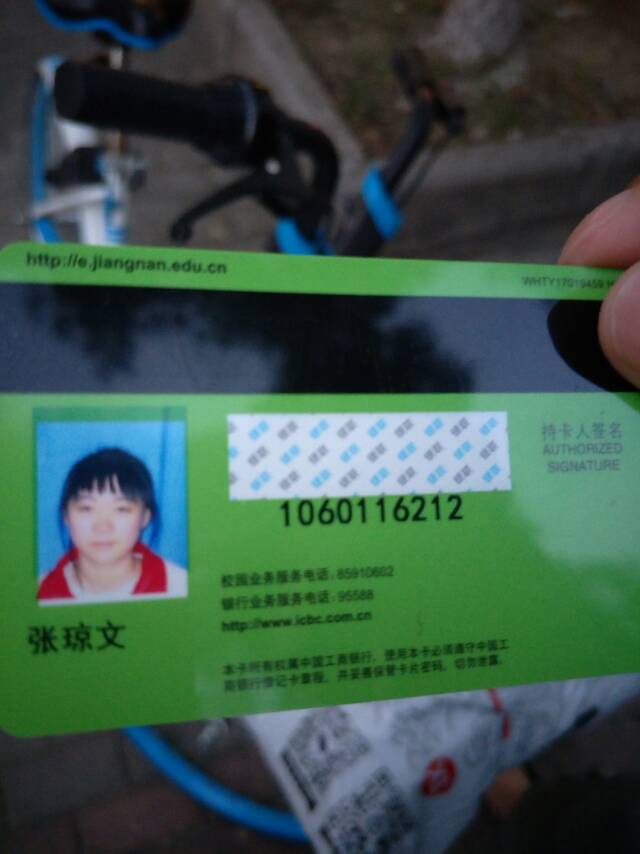 http://e.jiangnan.edu.cn
WHTY17019459 H
持卡人签名
AUTHORIZED
SIGNATURE
1060116212
校园业务服务电话：85910602
银行业务服务电话：95588
http://www.icbc.com.cn
张琼文
本卡所有权属中国工商银行，使用本卡必须遵守中国工
商银行借记卡章程，并妥善保管卡片密码，切勿泄露。